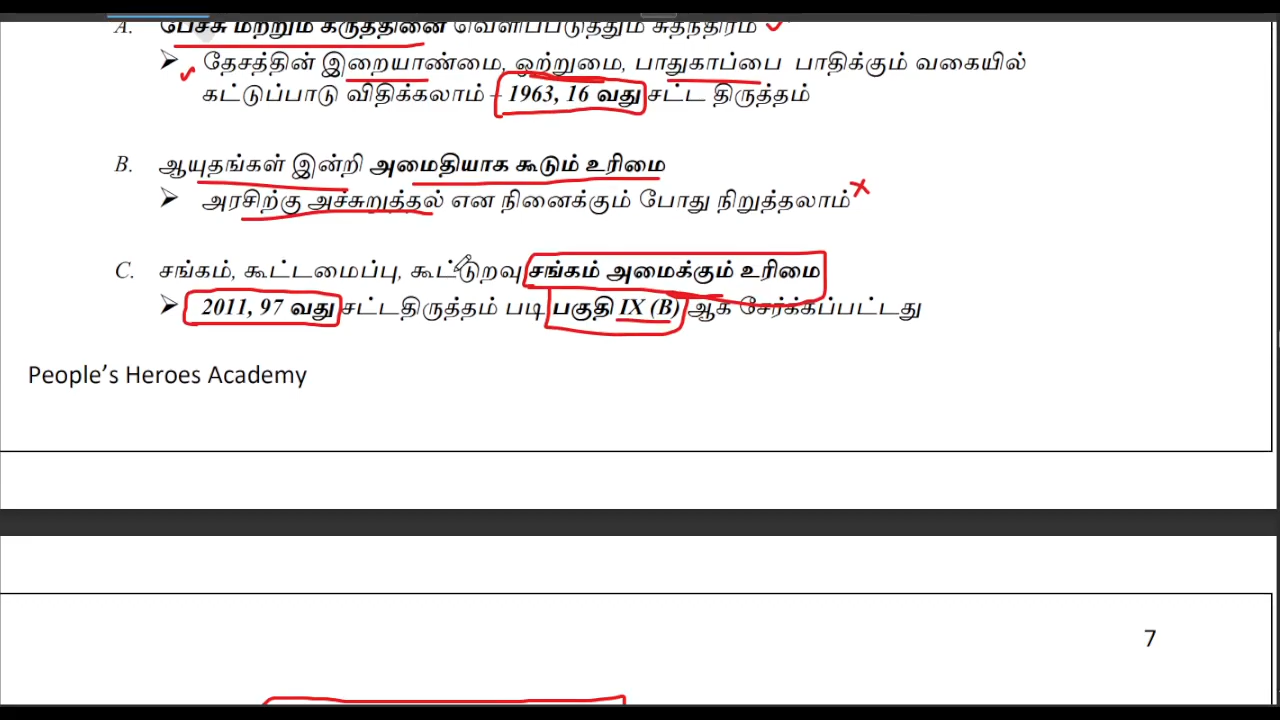 A. பேச்சு மற்றும் கருத்தினை வெளிப்படுத்தும் சுதந்திரம்
➤ தேசத்தின் இறையாண்மை, ஒற்றுமை, பாதுகாப்பை பாதிக்கும் வகையில்
கட்டுப்பாடு விதிக்கலாம் – 1963, 16 வது சட்ட திருத்தம்
B. ஆயுதங்கள் இன்றி அமைதியாக கூடும் உரிமை
➤ அரசிற்கு அச்சுறுத்தல் என நினைக்கும் போது நிறுத்தலாம்
C. சங்கம், கூட்டமைப்பு, கூட்டுறவு சங்கம் அமைக்கும் உரிமை
➤ 2011, 97 வது சட்டதிருத்தம் படி பகுதி IX (B) ஆக சேர்க்கப்பட்டது
People’s Heroes Academy
7